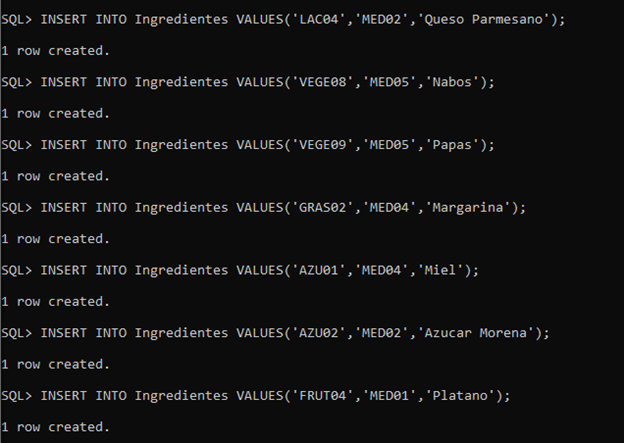 SQL> INSERT INTO Ingredientes VALUES('LAC04','MED02','Queso Parmesano');
1 row created.
SQL> INSERT INTO Ingredientes VALUES('VEGE08','MED05','Nabos');
1 row created.
SQL> INSERT INTO Ingredientes VALUES('VEGE09','MED05','Papas');
1 row created.
SQL> INSERT INTO Ingredientes VALUES('GRAS02','MED04','Margarina');
1 row created.
SQL> INSERT INTO Ingredientes VALUES('AZU01','MED04','Miel');
1 row created.
SQL> INSERT INTO Ingredientes VALUES('AZU02','MED02','Azucar Morena');
1 row created.
SQL> INSERT INTO Ingredientes VALUES('FRUT04','MED01','Platano');
1 row created.